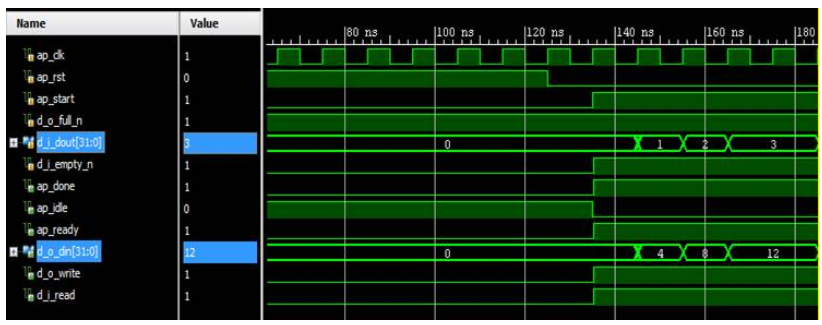 Name Value
80 ns 100 ns 120 ns 140 ns 160 ns 180
ap_clk 1
ap_rst 0
ap_start 1
d_o_full_n 1
d_i_dout[31:0] 3 0 1 2 3
d_i_empty_n 1
ap_done 1
ap_idle 0
ap_ready 1
d_o_din[31:0] 12 0 4 8 12
d_o_write 1
d_i_read 1